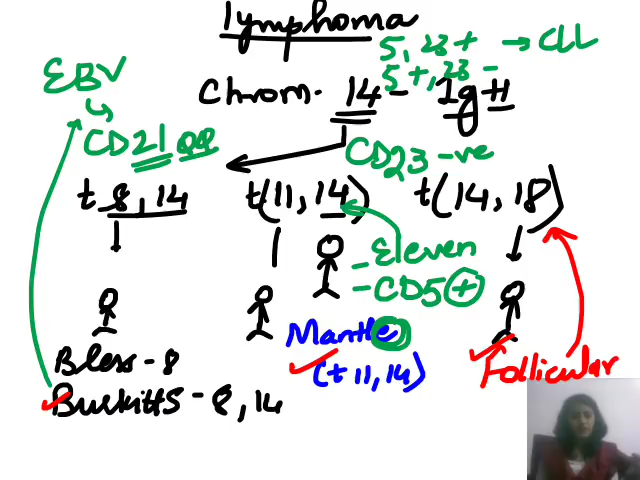 lymphoma
5, 23+ → CLL
5+, 23-
EBV
Chrom. 14 - IgH
CD21
CD23 -ve
t 8, 14
t(11, 14)
t(14, 18)
- Eleven
- CD5 +
Mantle
(t 11, 14)
Follicular
Bless - 8
Burkitts - 8, 14